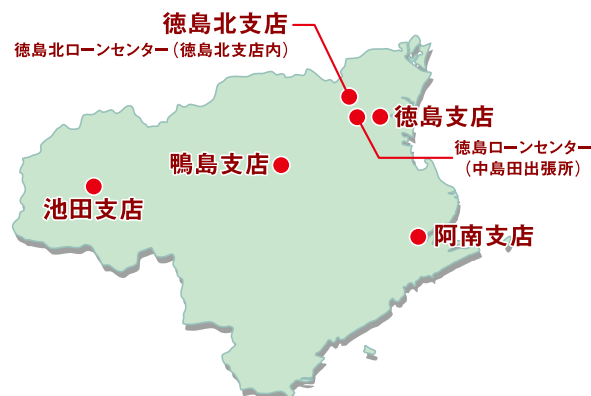 徳島北支店
徳島北ローンセンター（徳島北支店内）
徳島支店
徳島ローンセンター
（中島田出張所）
鴨島支店
池田支店
阿南支店